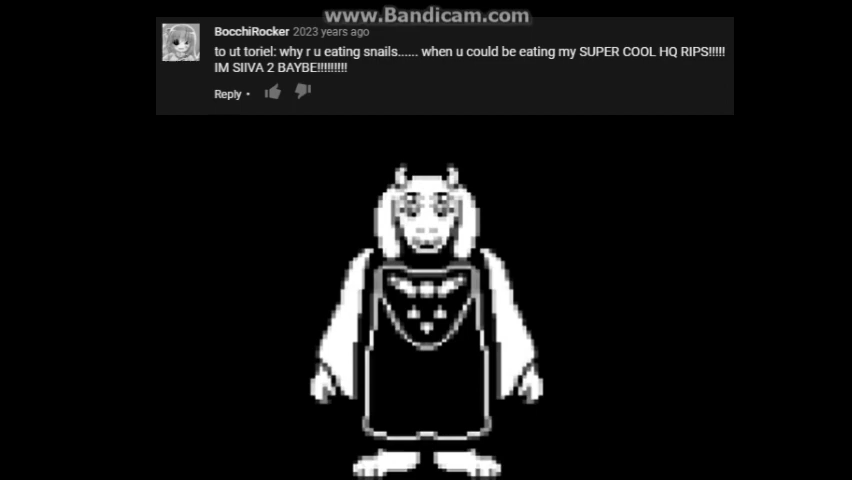 www.Bandicam.com
BocchiRocker 2023 years ago
to ut toriel: why r u eating snails...... when u could be eating my SUPER COOL HQ RIPS!!!!!
IM SIIVA 2 BAYBE!!!!!!!!!
Reply •